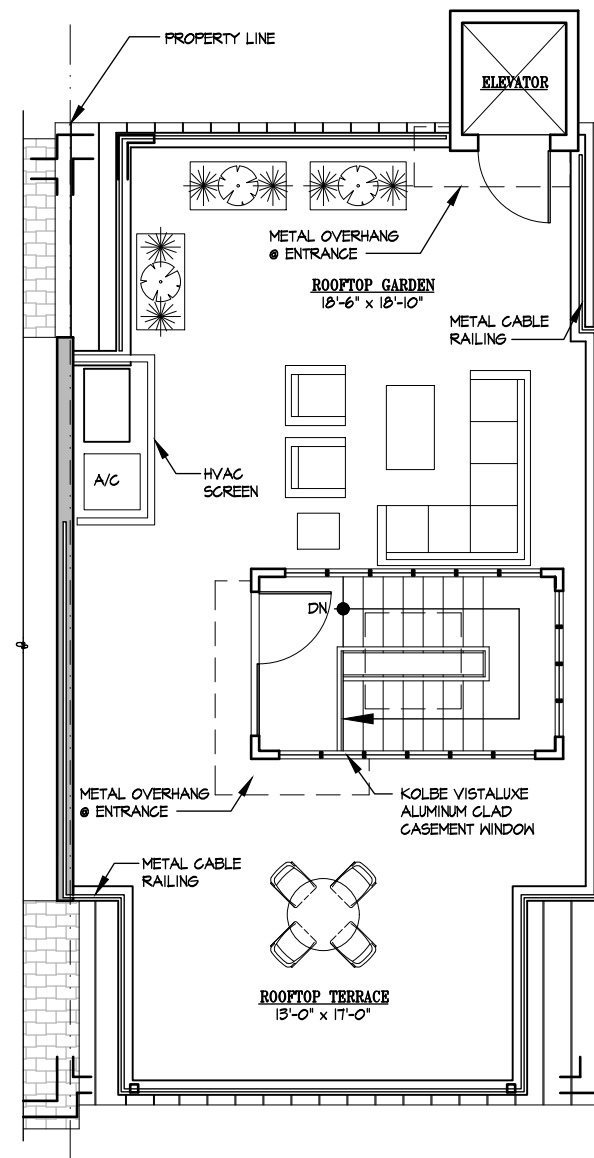 PROPERTY LINE
ELEVATOR
METAL OVERHANG
@ ENTRANCE
ROOFTOP GARDEN
18'-6" x 18'-10"
METAL CABLE
RAILING
A/C
HVAC
SCREEN
DN
METAL OVERHANG
@ ENTRANCE
KOLBE VISTALUXE
ALUMINUM CLAD
CASEMENT WINDOW
METAL CABLE
RAILING
ROOFTOP TERRACE
13'-0" x 17'-0"